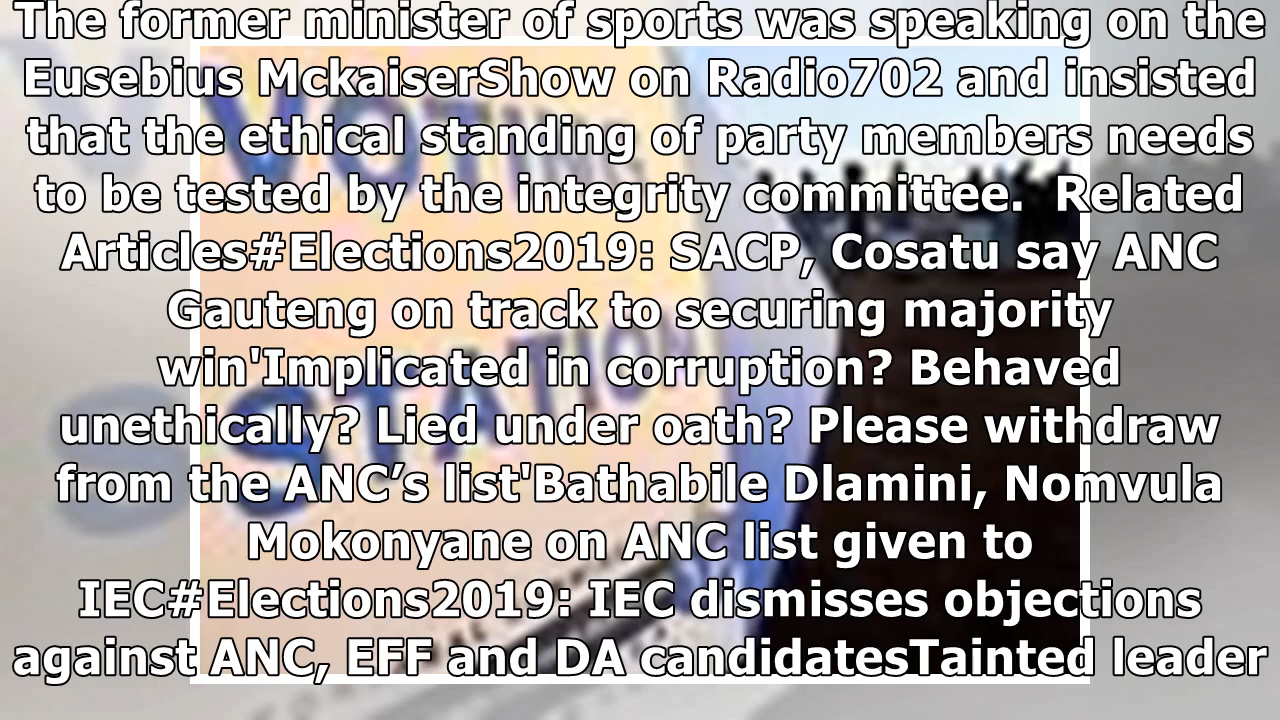 The former minister of sports was speaking on the
Eusebius MckaiserShow on Radio702 and insisted
that the ethical standing of party members needs
to be tested by the integrity committee.  Related
Articles#Elections2019: SACP, Cosatu say ANC
Gauteng on track to securing majority
win'Implicated in corruption? Behaved
unethically? Lied under oath? Please withdraw
from the ANC’s list'Bathabile Dlamini, Nomvula
Mokonyane on ANC list given to
IEC#Elections2019: IEC dismisses objections
against ANC, EFF and DA candidatesTainted leader
VOTING
STATION